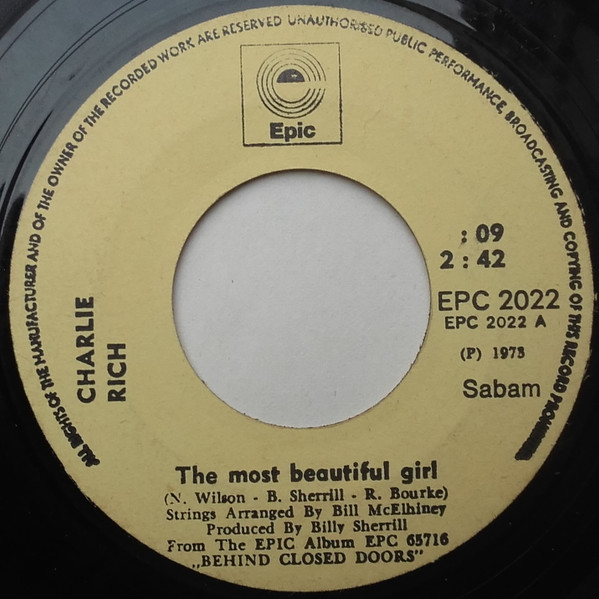 ALL RIGHTS OF THE MANUFACTURER AND OF THE OWNER OF THE RECORDED WORK ARE RESERVED UNAUTHORISED PUBLIC PERFORMANCE, BROADCASTING AND COPYING OF THIS RECORD PROHIBITED.
Epic
: 09
2 : 42
EPC 2022
EPC 2022 A
(P) 1973
Sabam
CHARLIE
RICH
The most beautiful girl
(N. Wilson - B. Sherrill - R. Bourke)
Strings Arranged By Bill McElhiney
Produced By Billy Sherrill
From The EPIC Album EPC 65716
„BEHIND CLOSED DOORS"